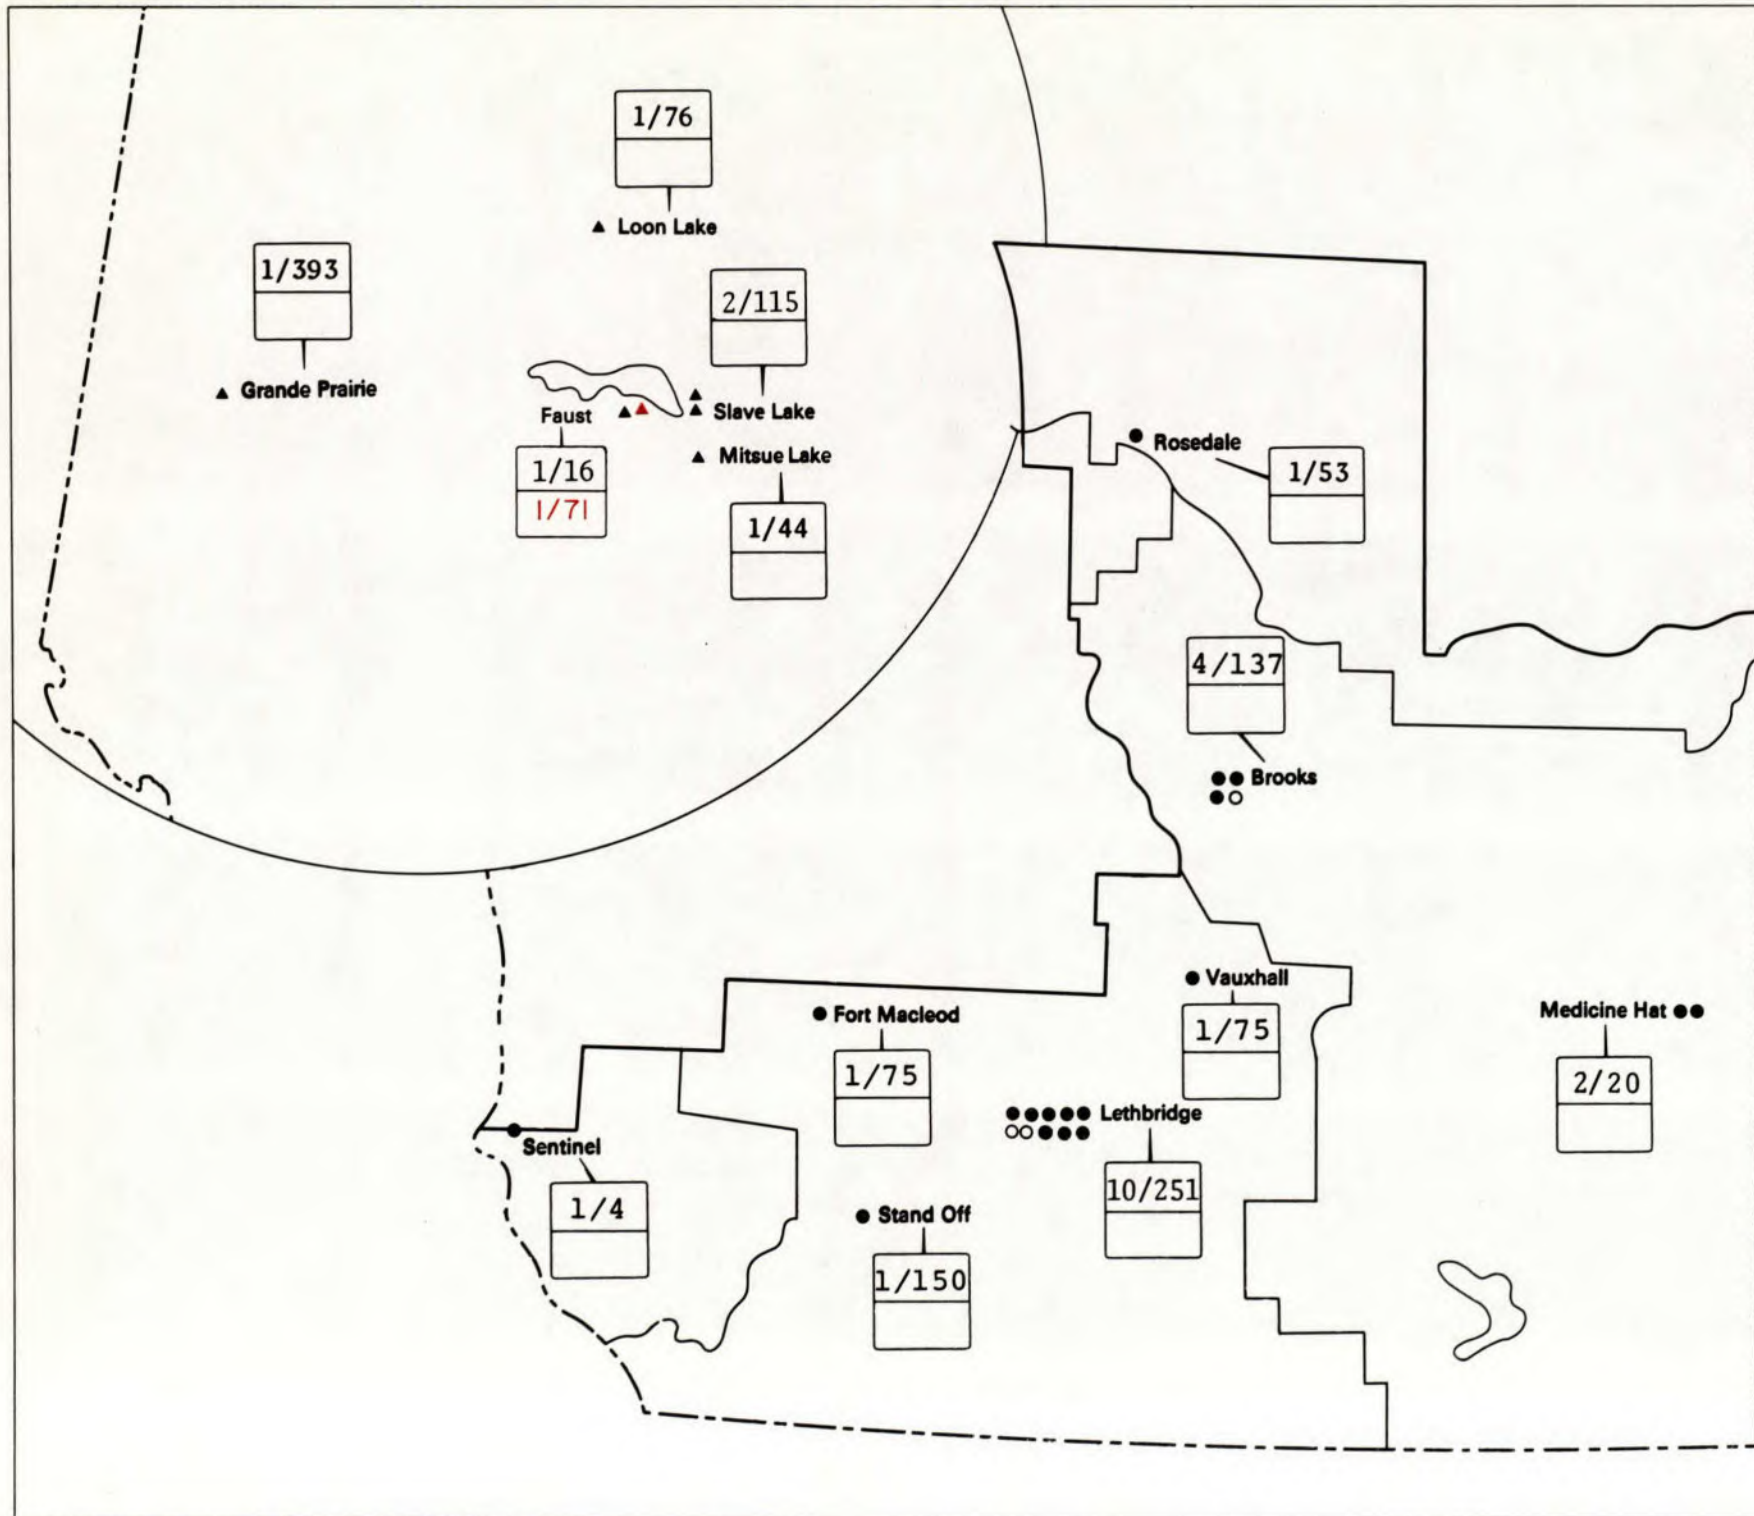 1/76
Loon Lake
1/393
Grande Prairie
2/115
Slave Lake
Faust
1/16
1/71
Mitsue Lake
1/44
Rosedale
1/53
4/137
Brooks
Vauxhall
1/75
Fort Macleod
1/75
Medicine Hat
2/20
Lethbridge
10/251
Sentinel
1/4
Stand Off
1/150